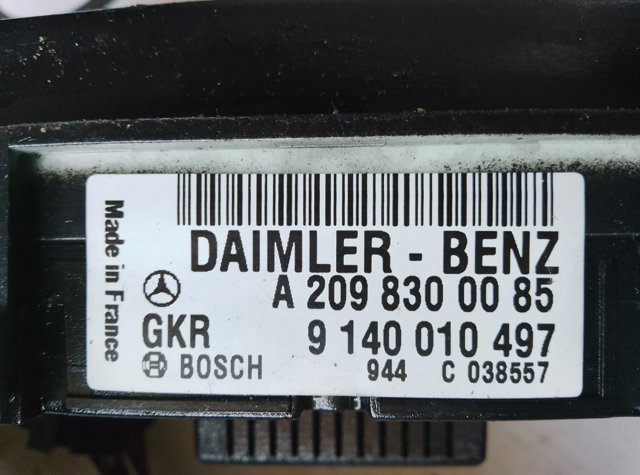 Made in France
DAIMLER - BENZ
A 209 830 00 85
GKR 9 140 010 497
BOSCH 944 C 038557